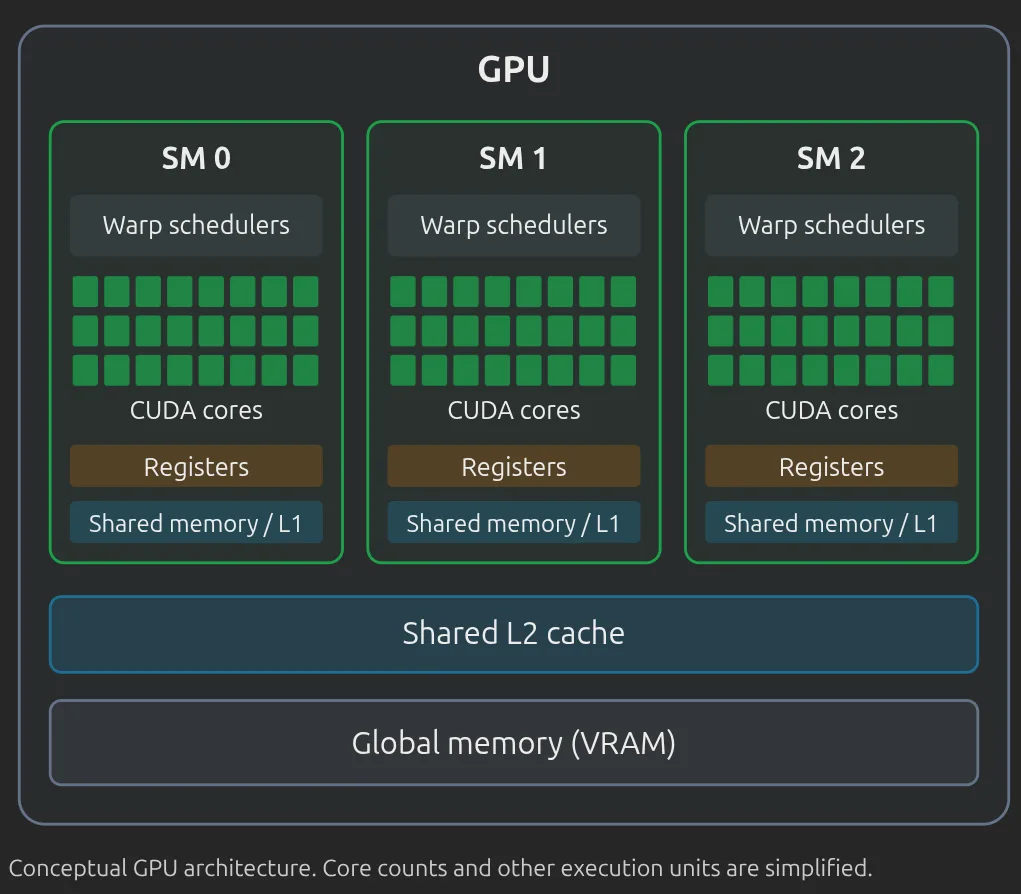 GPU
SM 0
SM 1
SM 2
Warp schedulers
Warp schedulers
Warp schedulers
CUDA cores
CUDA cores
CUDA cores
Registers
Registers
Registers
Shared memory / L1
Shared memory / L1
Shared memory / L1
Shared L2 cache
Global memory (VRAM)
Conceptual GPU architecture. Core counts and other execution units are simplified.